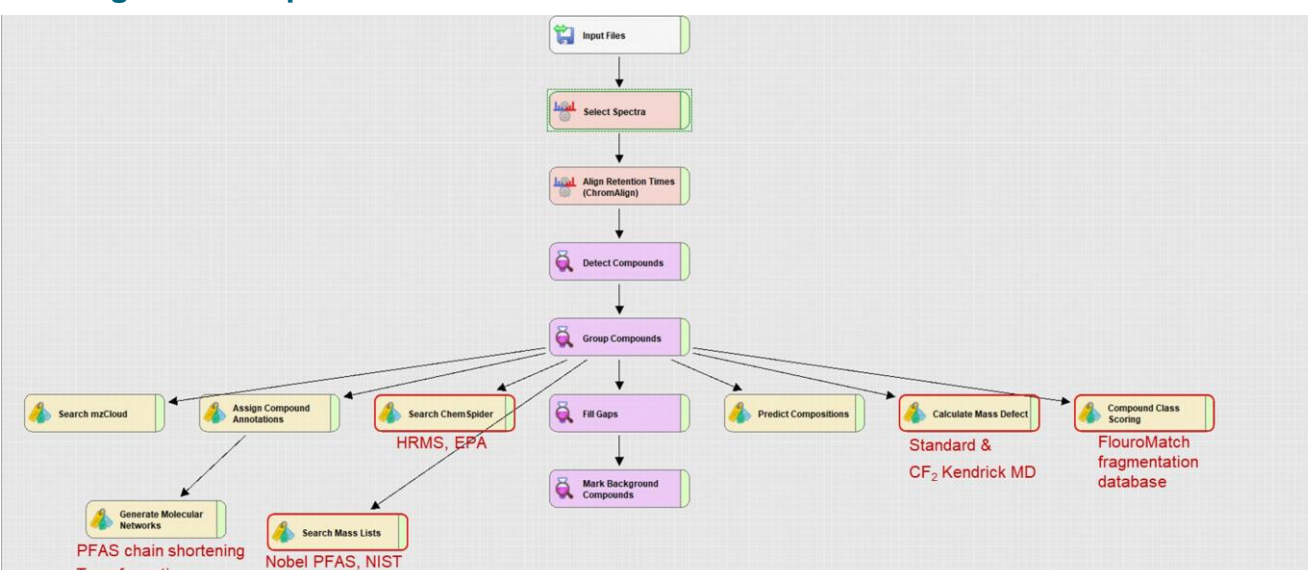 Input Files
Select Spectra
Align Retention Times
(ChromAlign)
Detect Compounds
Group Compounds
Search mzCloud
Assign Compound
Annotations
Search ChemSpider
HRMS, EPA
Fill Gaps
Predict Compositions
Calculate Mass Defect
Standard &
CF₂ Kendrick MD
Compound Class
Scoring
FlouroMatch
fragmentation
database
Generate Molecular
Networks
PFAS chain shortening
Search Mass Lists
Nobel PFAS, NIST
Mark Background
Compounds